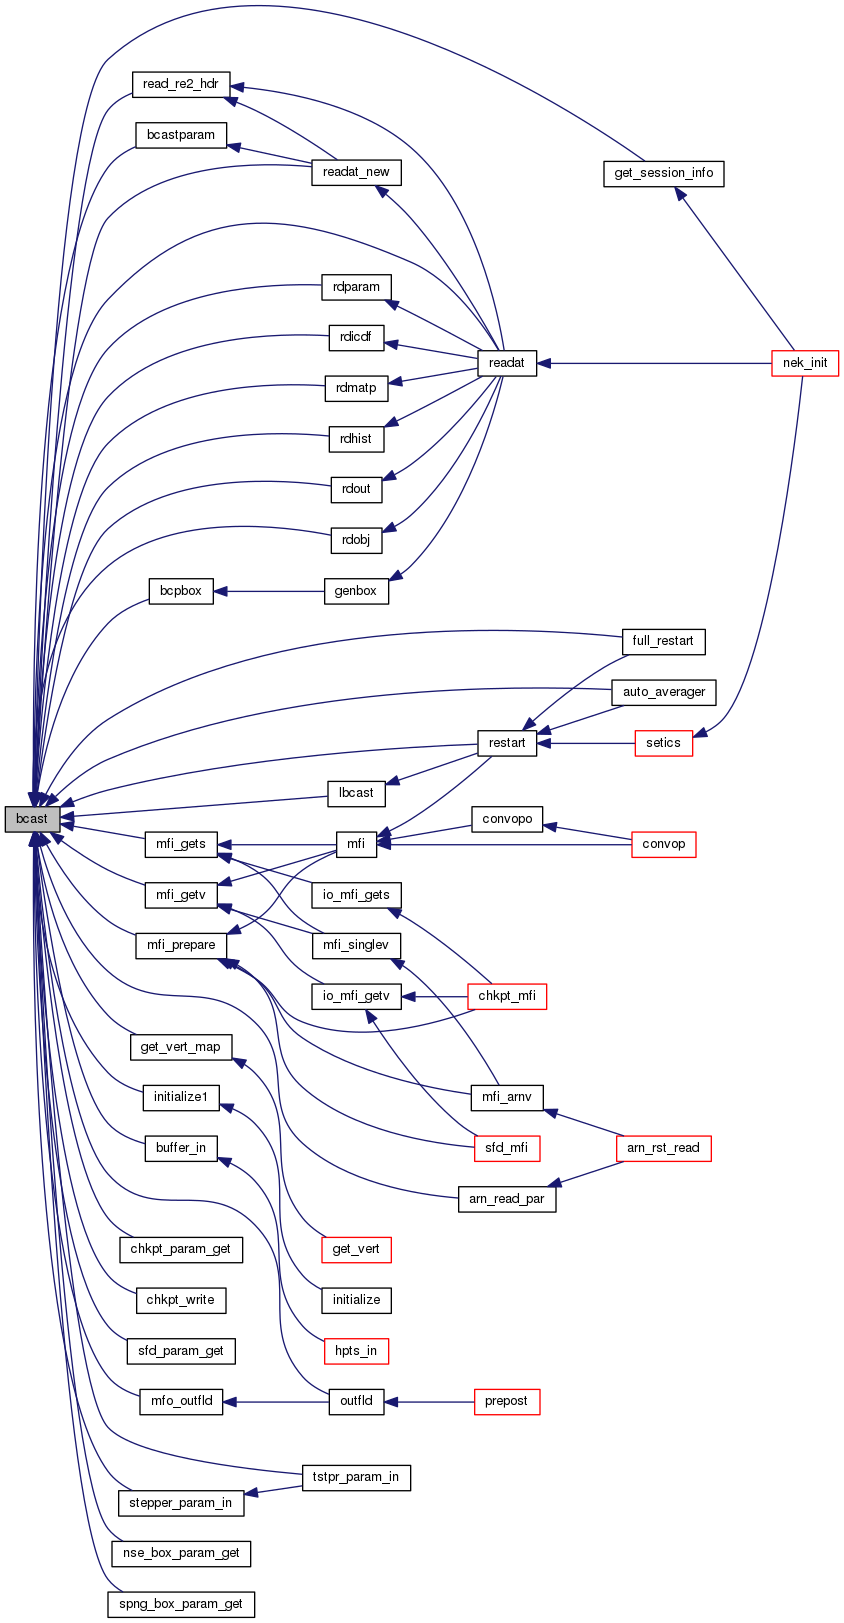 read_re2_hdr
bcastparam
get_session_info
readat_new
rdparam
rdicdf
readat
nek_init
rdmatp
rdhist
rdout
rdobj
bcpbox
genbox
full_restart
auto_averager
restart
setics
lbcast
bcast
convopo
mfi_gets
mfi
convop
mfi_getv
io_mfi_gets
mfi_prepare
mfi_singlev
io_mfi_getv
chkpt_mfi
get_vert_map
initialize1
mfi_arnv
buffer_in
sfd_mfi
arn_rst_read
arn_read_par
chkpt_param_get
get_vert
chkpt_write
initialize
sfd_param_get
hpts_in
mfo_outfld
outfld
prepost
tstpr_param_in
stepper_param_in
nse_box_param_get
spng_box_param_get